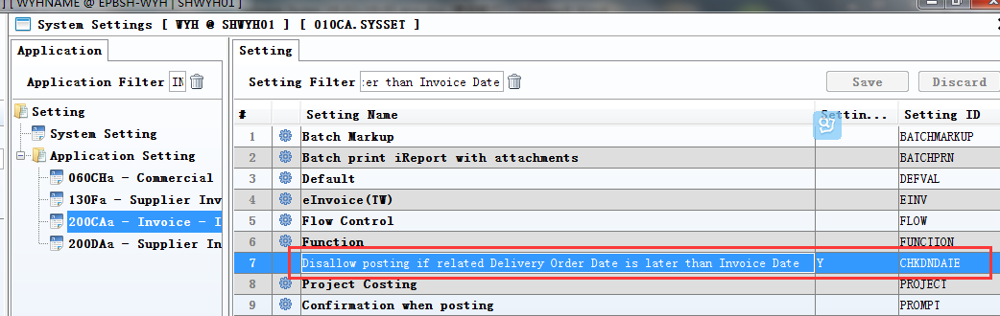 ] [ WYHNAME @ EPBSH-WYH | SHWYH01 ]
System Settings [ WYH @ SHWYH01 ] [ 010CA.SYSSET ]
Application
Application Filter IN
Setting
System Setting
Application Setting
060CHa - Commercial
130Fa - Supplier Inv
200CAa - Invoice - I
200DAa - Supplier In
Setting
Setting Filter :er than Invoice Date
Save Discard
# Setting Name Settin... Setting ID
1 Batch Markup BATCHMARKUP
2 Batch print iReport with attachments BATCHPRN
3 Default DEFVAL
4 eInvoice(TW) EINV
5 Flow Control FLOW
6 Function FUNCTION
7 Disallow posting if related Delivery Order Date is later than Invoice Date Y CHKDNDATE
8 Project Costing PROJECT
9 Confirmation when posting PROMPT